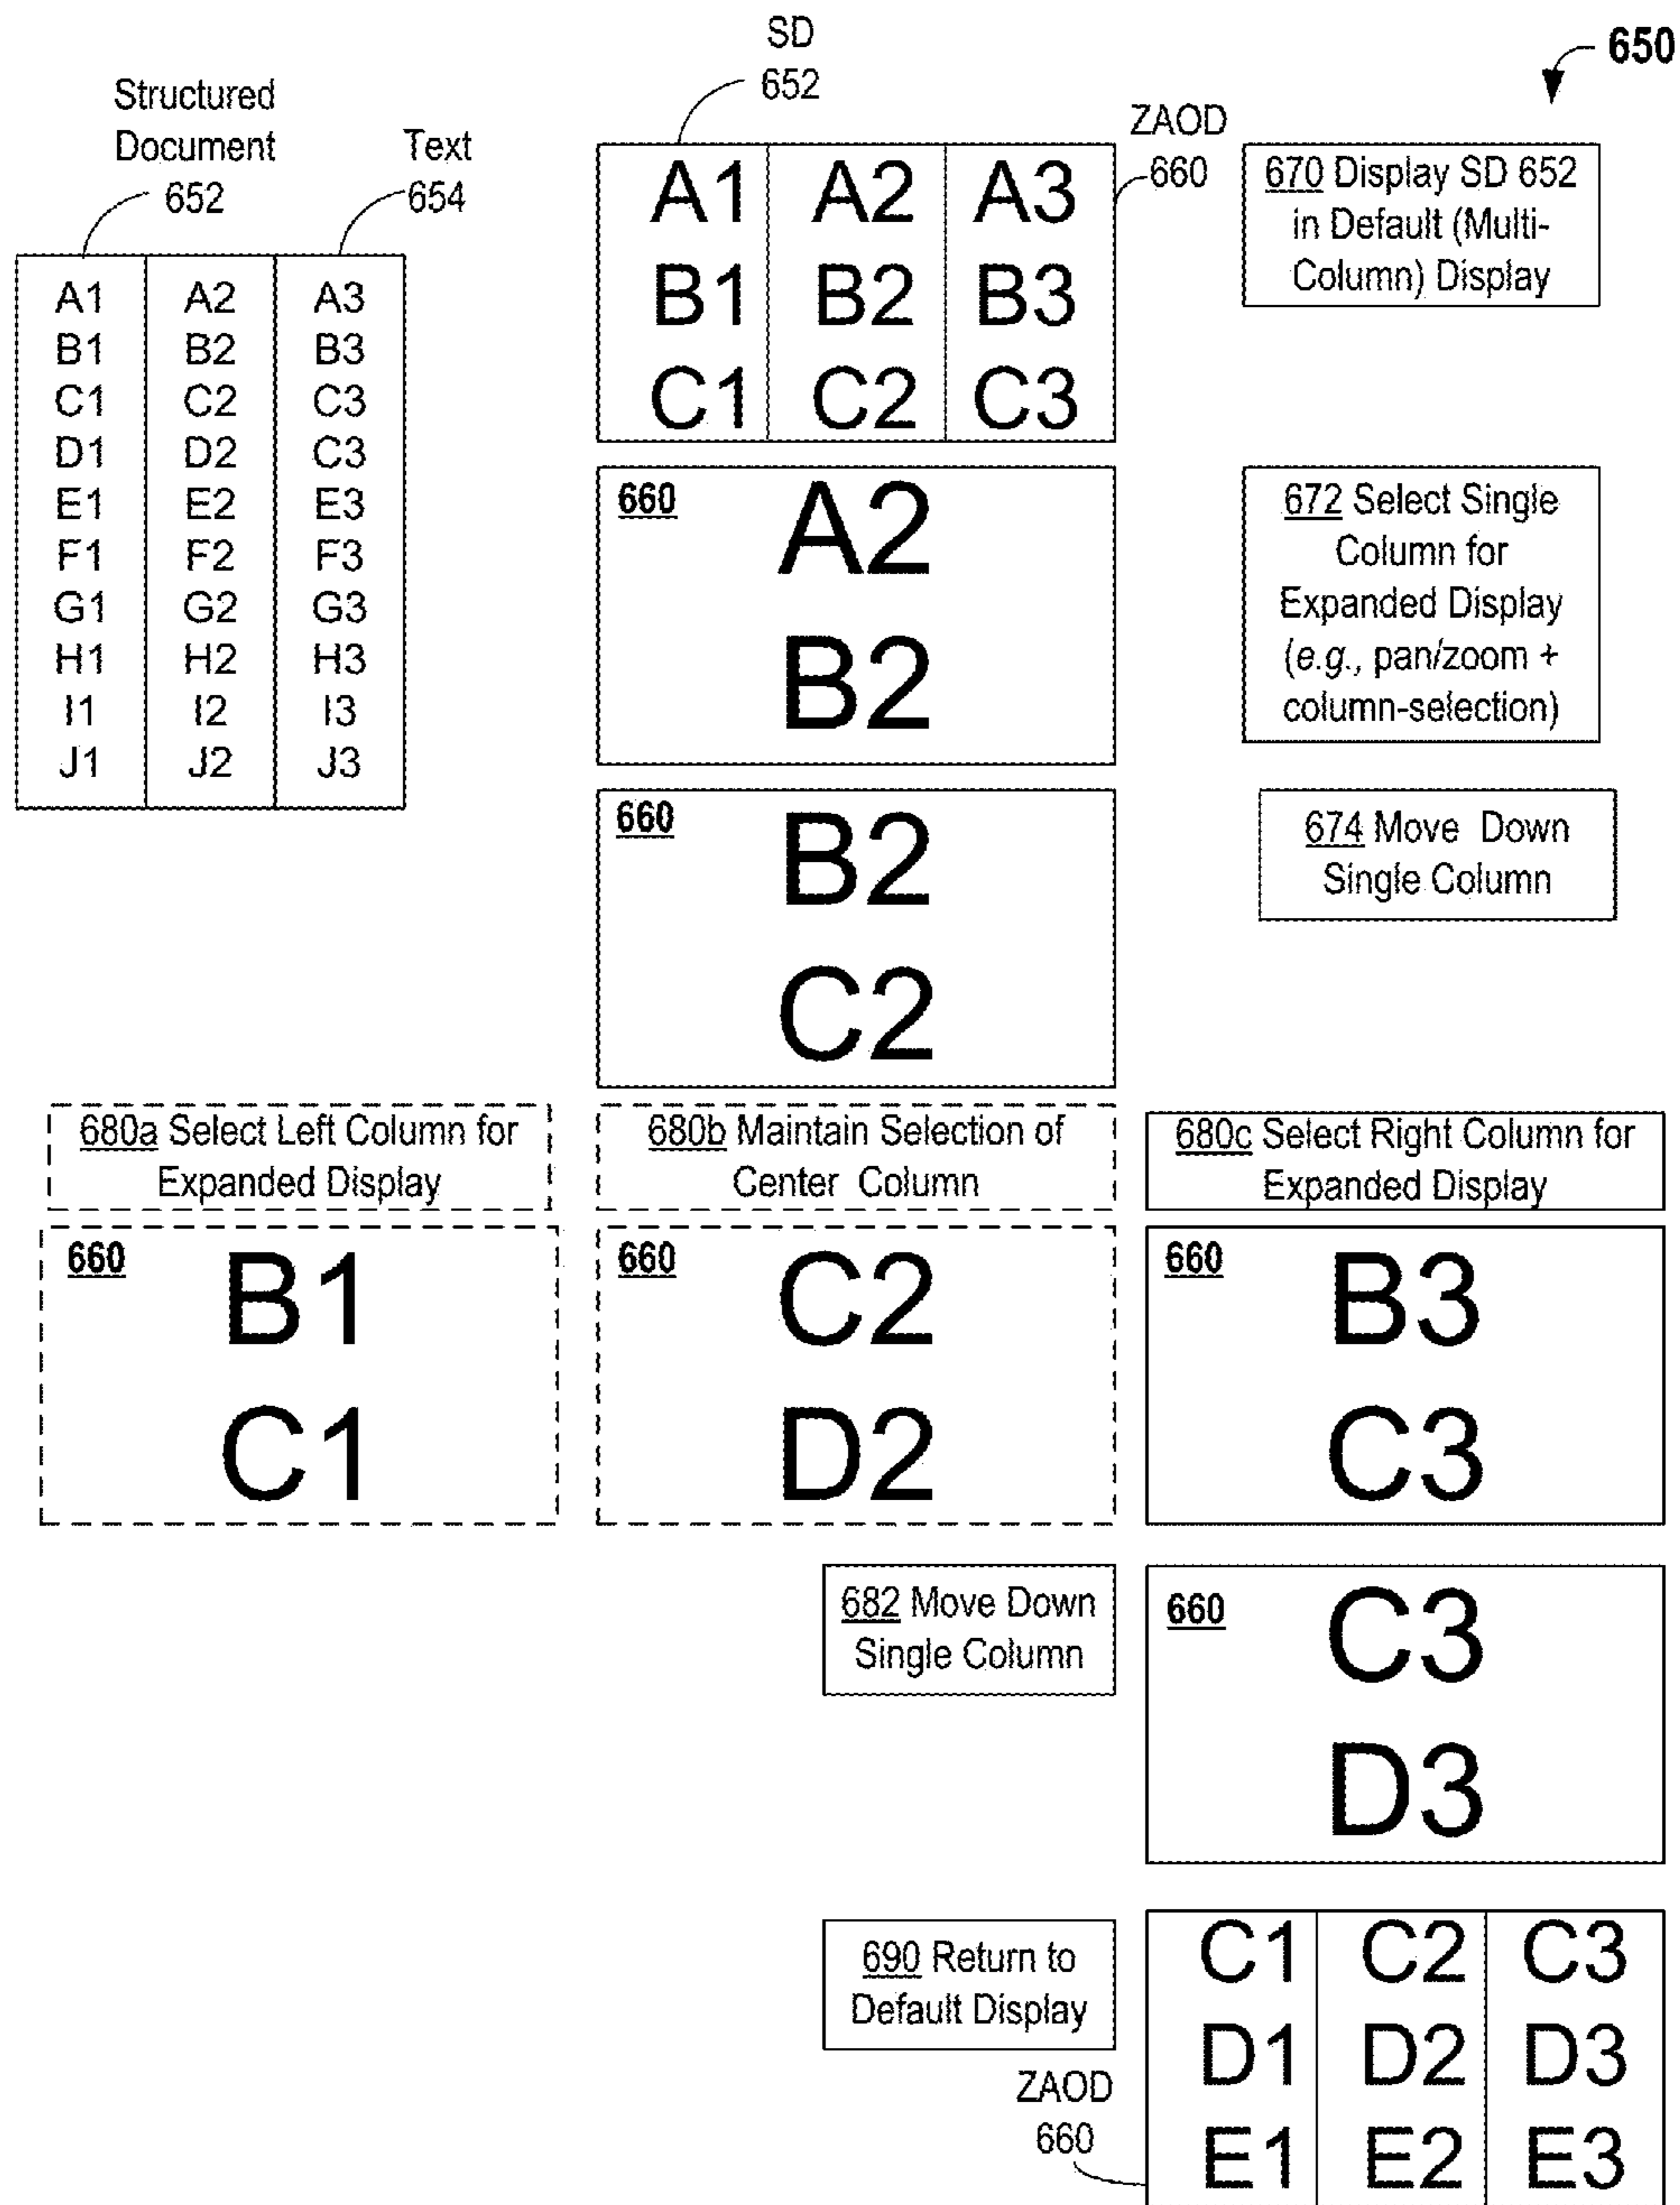 650
Structured
Document
652
Text
654
A1 A2 A3
B1 B2 B3
C1 C2 C3
D1 D2 C3
E1 E2 E3
F1 F2 F3
G1 G2 G3
H1 H2 H3
I1 I2 I3
J1 J2 J3
SD
652
ZAOD
660
A1 A2 A3
B1 B2 B3
C1 C2 C3
670 Display SD 652
in Default (Multi-
Column) Display
660
A2
B2
672 Select Single
Column for
Expanded Display
(e.g., pan/zoom +
column-selection)
660
B2
C2
674 Move Down
Single Column
680a Select Left Column for
Expanded Display
660
B1
C1
680b Maintain Selection of
Center Column
660
C2
D2
680c Select Right Column for
Expanded Display
660
B3
C3
682 Move Down
Single Column
660
C3
D3
690 Return to
Default Display
ZAOD
660
C1 C2 C3
D1 D2 D3
E1 E2 E3